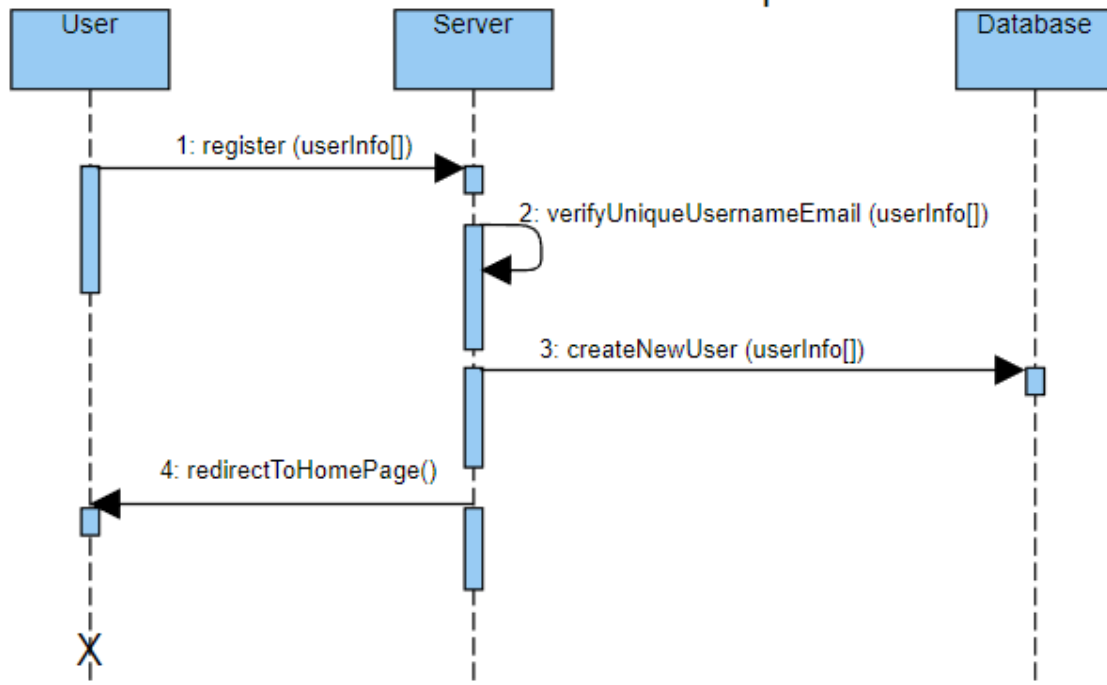 User
Server
Database
1: register (userInfo[])
2: verifyUniqueUsernameEmail (userInfo[])
3: createNewUser (userInfo[])
4: redirectToHomePage()
X